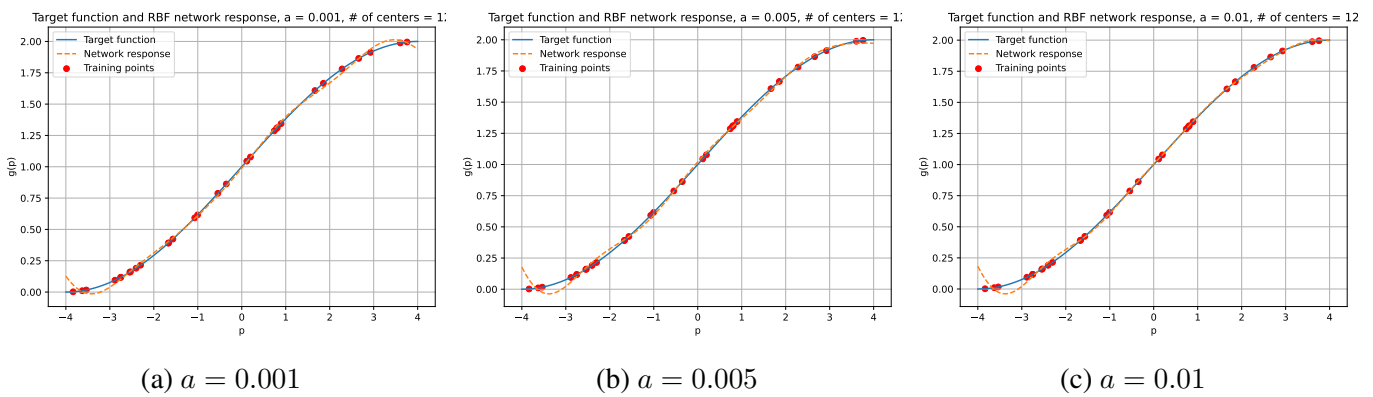 Target function and RBF network response, a = 0.001, # of centers = 12
2.00
1.75
1.50
1.25
1.00
0.75
0.50
0.25
0.00
g(p)
Target function
Network response
Training points
−4 −3 −2 −1 0 1 2 3 4
p
(a) a = 0.001
Target function and RBF network response, a = 0.005, # of centers = 12
2.00
1.75
1.50
1.25
1.00
0.75
0.50
0.25
0.00
g(p)
Target function
Network response
Training points
−4 −3 −2 −1 0 1 2 3 4
p
(b) a = 0.005
Target function and RBF network response, a = 0.01, # of centers = 12
2.00
1.75
1.50
1.25
1.00
0.75
0.50
0.25
0.00
g(p)
Target function
Network response
Training points
−4 −3 −2 −1 0 1 2 3 4
p
(c) a = 0.01